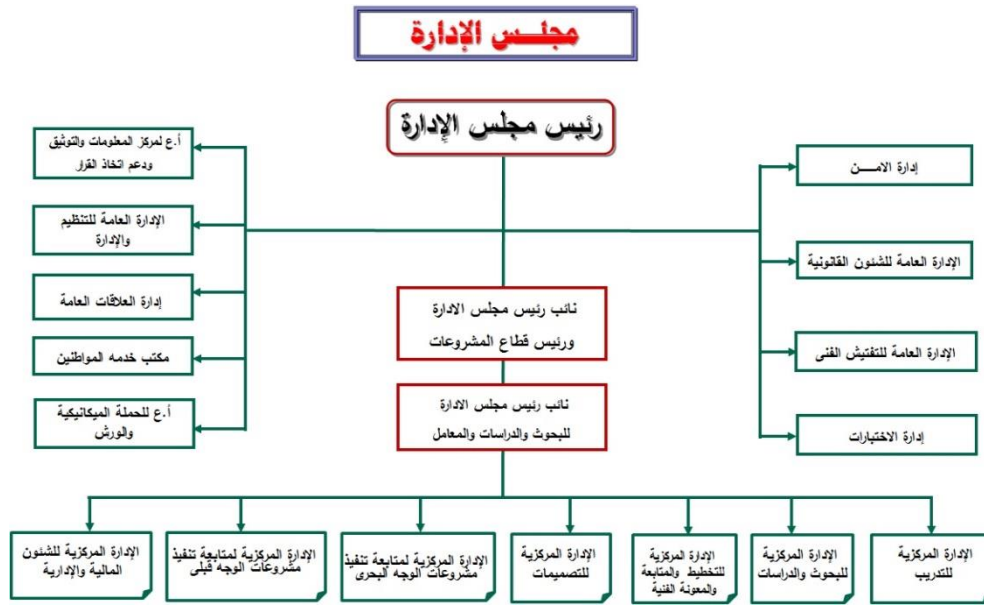 مجلس الإدارة
رئيس مجلس الإدارة
إدارة الامن
الإدارة العامة للشئون القانونية
الإدارة العامة للتفتيش الفنى
إدارة الاختبارات
أ.ع لمركز المعلومات والتوثيق
ودعم اتخاذ القرار
الإدارة العامة للتنظيم
والإدارة
إدارة العلاقات العامة
مكتب خدمه المواطنين
أ.ع للحملة الميكانيكية
والورش
نائب رئيس مجلس الادارة
ورئيس قطاع المشروعات
نائب رئيس مجلس الادارة
للبحوث والدراسات والمعامل
الإدارة المركزية
للتدريب
الإدارة المركزية
للبحوث والدراسات
الإدارة المركزية
للتخطيط والمتابعة
والمعونة الفنية
الإدارة المركزية
للتصميمات
الإدارة المركزية لمتابعة تنفيذ
مشروعات الوجه البحرى
الإدارة المركزية لمتابعة تنفيذ
مشروعات الوجه قبلى
الإدارة المركزية للشئون
المالية والإدارية